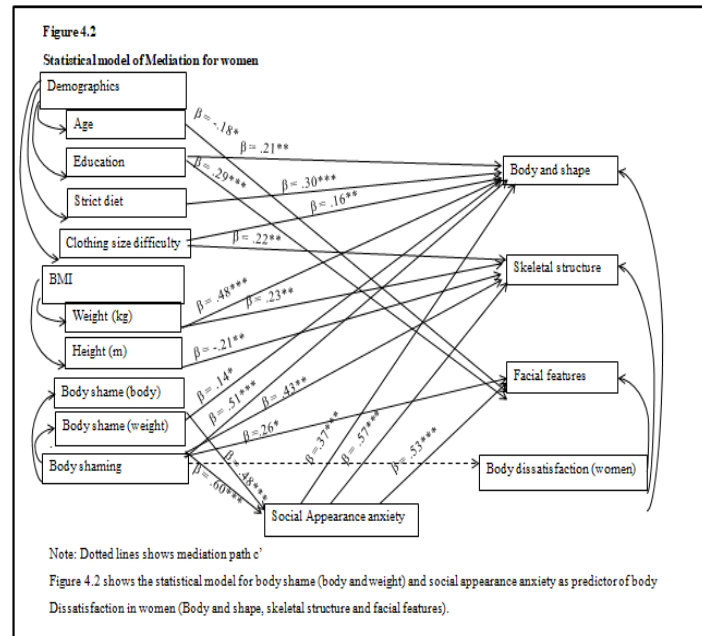 Figure 4.2
Statistical model of Mediation for women
Demographics
Age
β = -.18*
Education
β = .21**
β = .29***
Body and shape
Strict diet
β = .30***
Clothing size difficulty
β = .16**
β = .22**
Skeletal structure
BMI
β = .48***
β = .23**
Weight (kg)
Height (m)
β = -.21**
Facial features
Body shame (body)
β = .14*
β = .51***
β = .43**
Body shame (weight)
β = .26*
β = .37***
β = .57***
β = .53***
Body shaming
Body dissatisfaction (women)
β = .48***
β = .60***
Social Appearance anxiety
Note: Dotted lines shows mediation path c’
Figure 4.2 shows the statistical model for body shame (body and weight) and social appearance anxiety as predictor of body
Dissatisfaction in women (Body and shape, skeletal structure and facial features).